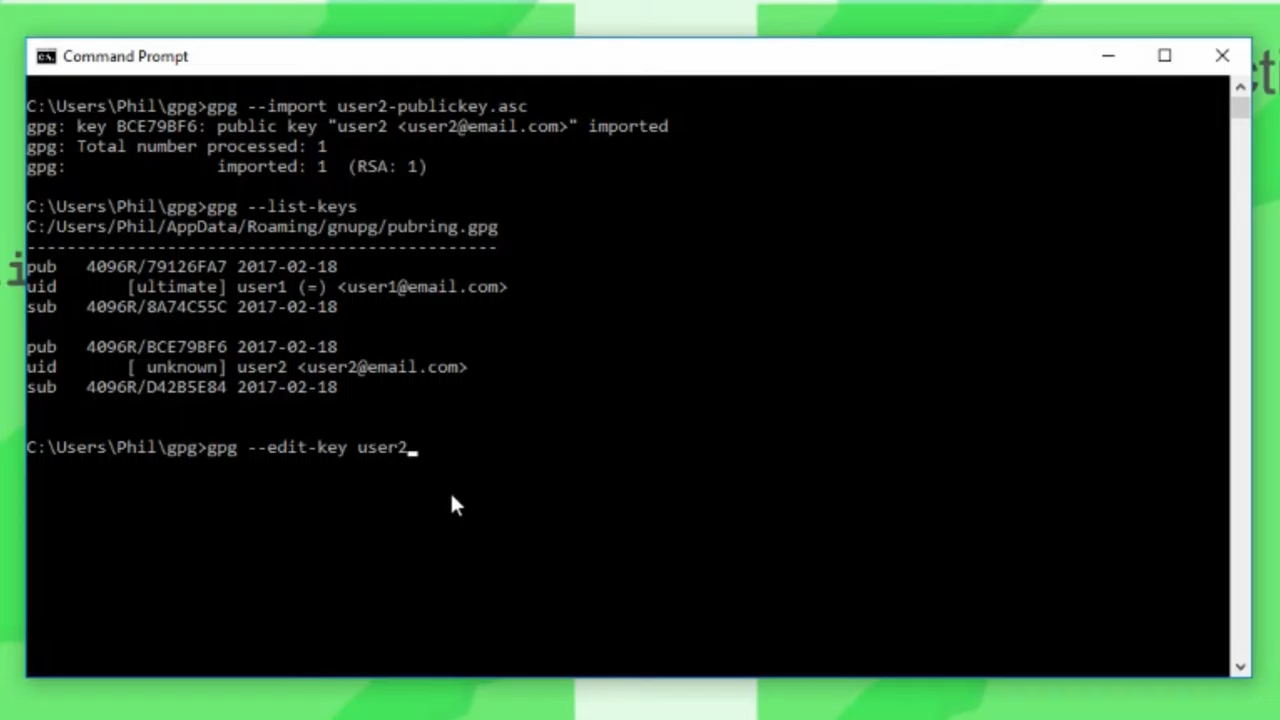 Command Prompt
C:\Users\Phil\gpg>gpg --import user2-publickey.asc
gpg: key BCE79BF6: public key "user2 <user2@email.com>" imported
gpg: Total number processed: 1
gpg:               imported: 1  (RSA: 1)
C:\Users\Phil\gpg>gpg --list-keys
C:/Users/Phil/AppData/Roaming/gnupg/pubring.gpg
-----------------------------------------------
pub   4096R/79126FA7 2017-02-18
uid       [ultimate] user1 (=) <user1@email.com>
sub   4096R/8A74C55C 2017-02-18
pub   4096R/BCE79BF6 2017-02-18
uid       [ unknown] user2 <user2@email.com>
sub   4096R/D42B5E84 2017-02-18
C:\Users\Phil\gpg>gpg --edit-key user2_